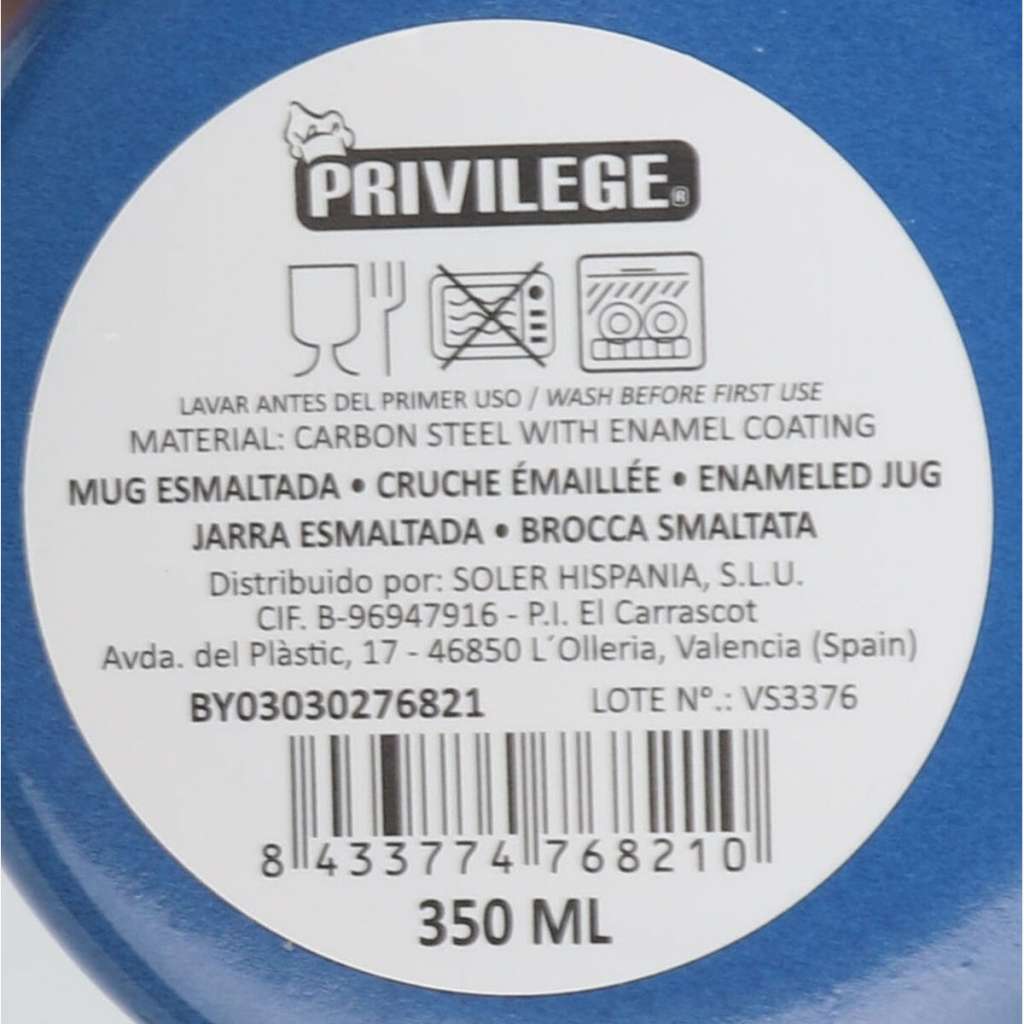 PRIVILEGE®
LAVAR ANTES DEL PRIMER USO / WASH BEFORE FIRST USE
MATERIAL: CARBON STEEL WITH ENAMEL COATING
MUG ESMALTADA • CRUCHE ÉMAILLÉE • ENAMELED JUG
JARRA ESMALTADA • BROCCA SMALTATA
Distribuido por: SOLER HISPANIA, S.L.U.
CIF. B-96947916 - P.I. El Carrascot
Avda. del Plàstic, 17 - 46850 L´Olleria, Valencia (Spain)
BY03030276821 LOTE Nº.: VS3376
8 433774 768210
350 ML